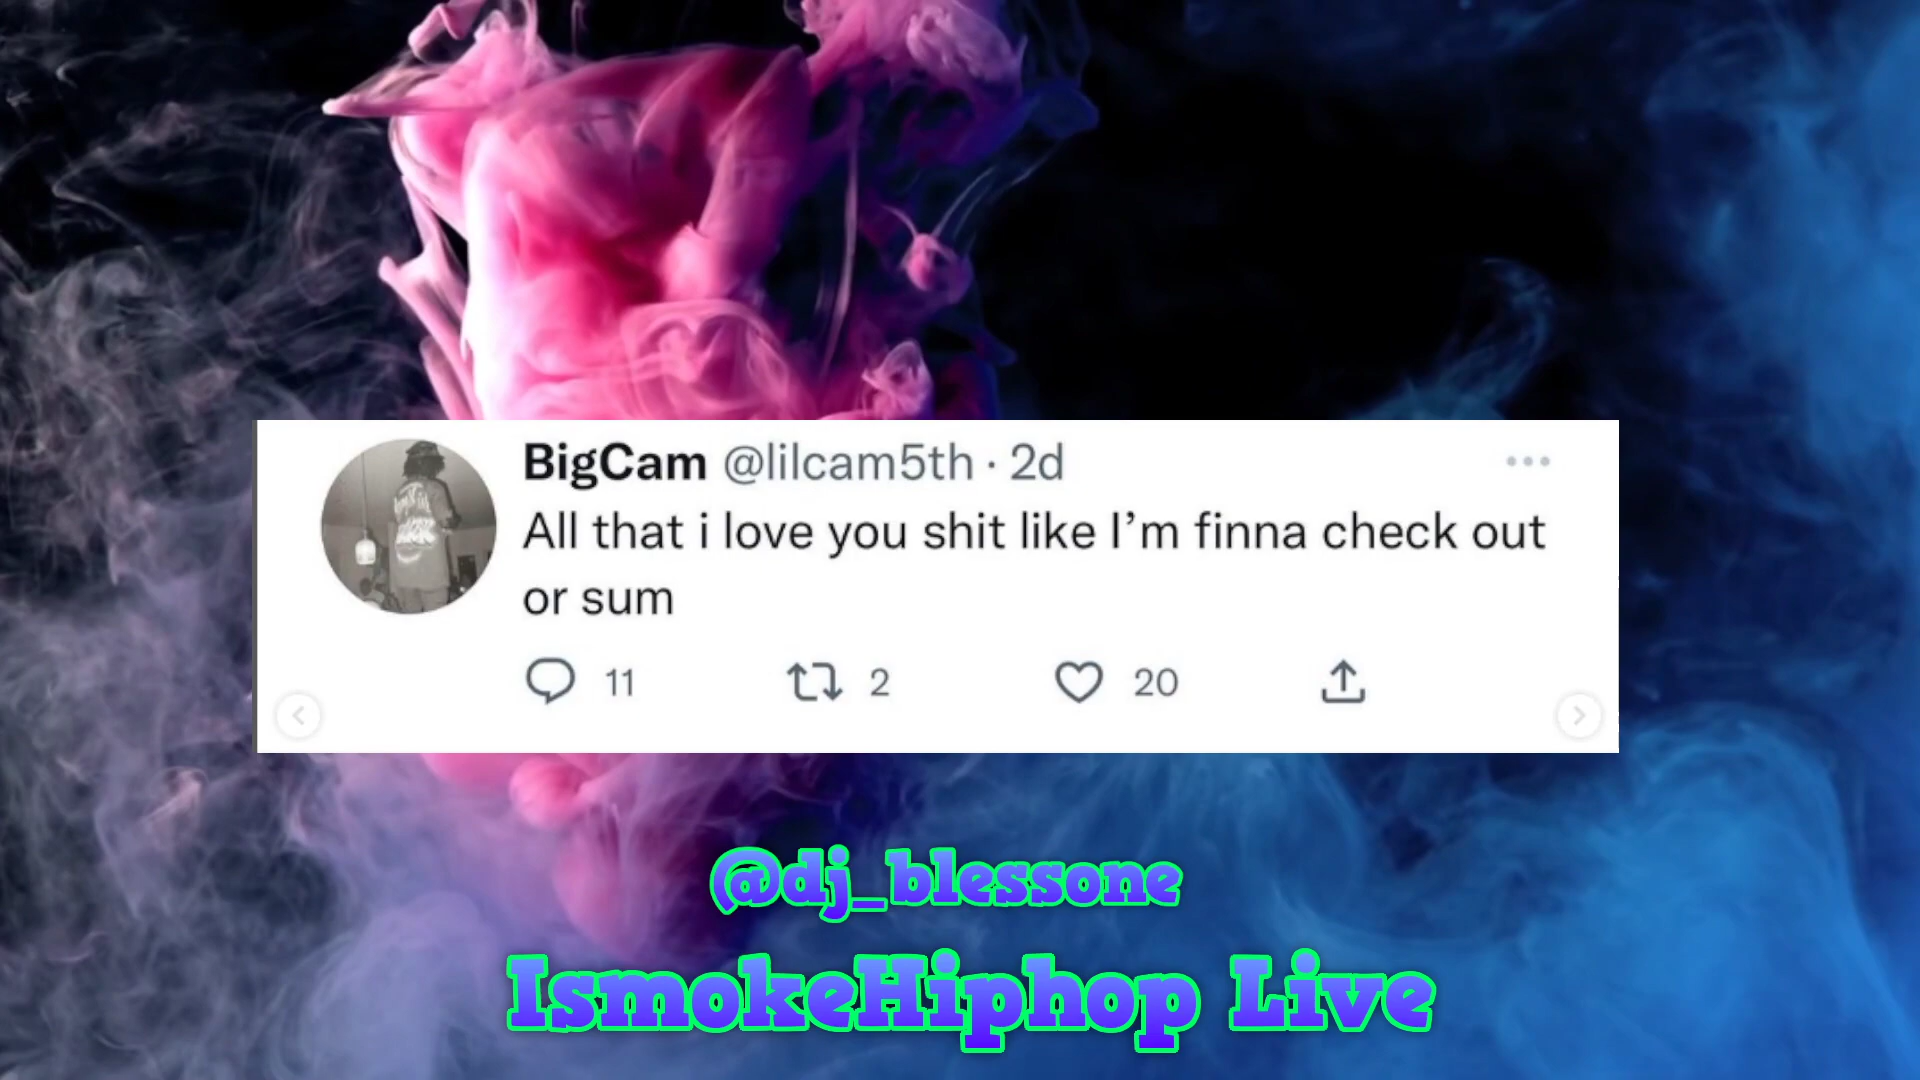 BigCam @lilcam5th · 2d
All that i love you shit like I’m finna check out
or sum
11 2 20
@dj_blessone
IsmokeHiphop Live